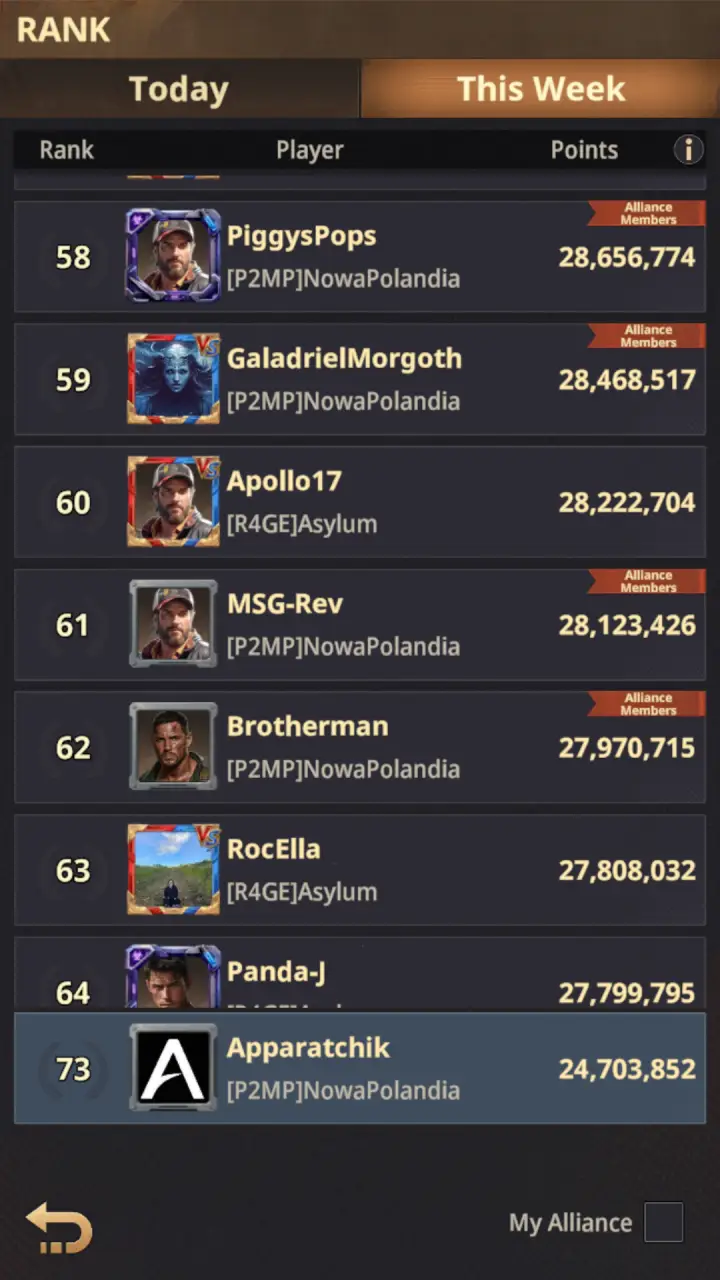 RANK
Today
This Week
Rank
Player
Points
Alliance
Members
58
PiggysPops
[P2MP]NowaPolandia
28,656,774
Alliance
Members
59
GaladrielMorgoth
[P2MP]NowaPolandia
28,468,517
60
Apollo17
[R4GE]Asylum
28,222,704
Alliance
Members
61
MSG-Rev
[P2MP]NowaPolandia
28,123,426
Alliance
Members
62
Brotherman
[P2MP]NowaPolandia
27,970,715
63
RocElla
[R4GE]Asylum
27,808,032
64
Panda-J
27,799,795
73
Apparatchik
[P2MP]NowaPolandia
24,703,852
My Alliance